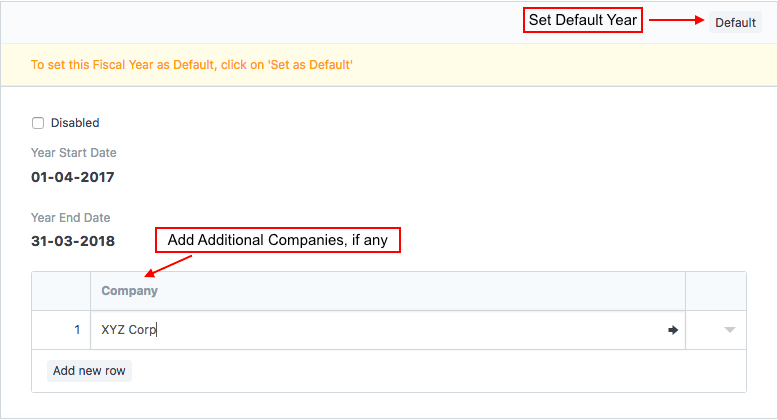 Set Default Year
Default
To set this Fiscal Year as Default, click on 'Set as Default'
Disabled
Year Start Date
01-04-2017
Year End Date
31-03-2018
Add Additional Companies, if any
Company
1 XYZ Corp
Add new row